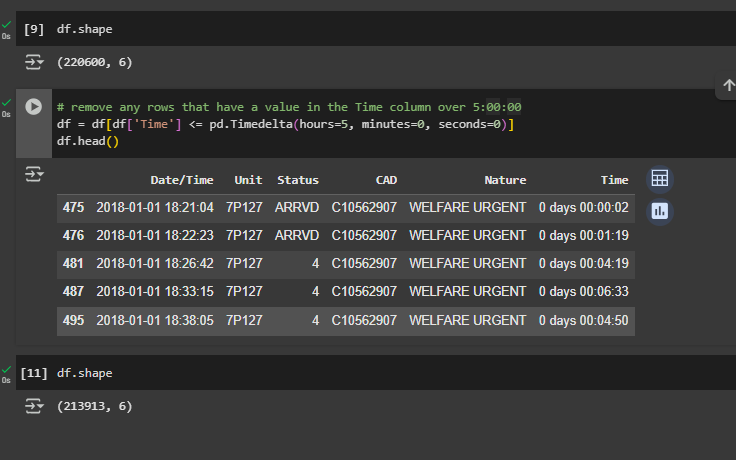 [9] df.shape
0s
(220600, 6)
0s
# remove any rows that have a value in the Time column over 5:00:00
df = df[df['Time'] <= pd.Timedelta(hours=5, minutes=0, seconds=0)]
df.head()
Date/Time Unit Status CAD Nature Time
475 2018-01-01 18:21:04 7P127 ARRVD C10562907 WELFARE URGENT 0 days 00:00:02
476 2018-01-01 18:22:23 7P127 ARRVD C10562907 WELFARE URGENT 0 days 00:01:19
481 2018-01-01 18:26:42 7P127 4 C10562907 WELFARE URGENT 0 days 00:04:19
487 2018-01-01 18:33:15 7P127 4 C10562907 WELFARE URGENT 0 days 00:06:33
495 2018-01-01 18:38:05 7P127 4 C10562907 WELFARE URGENT 0 days 00:04:50
[11] df.shape
0s
(213913, 6)